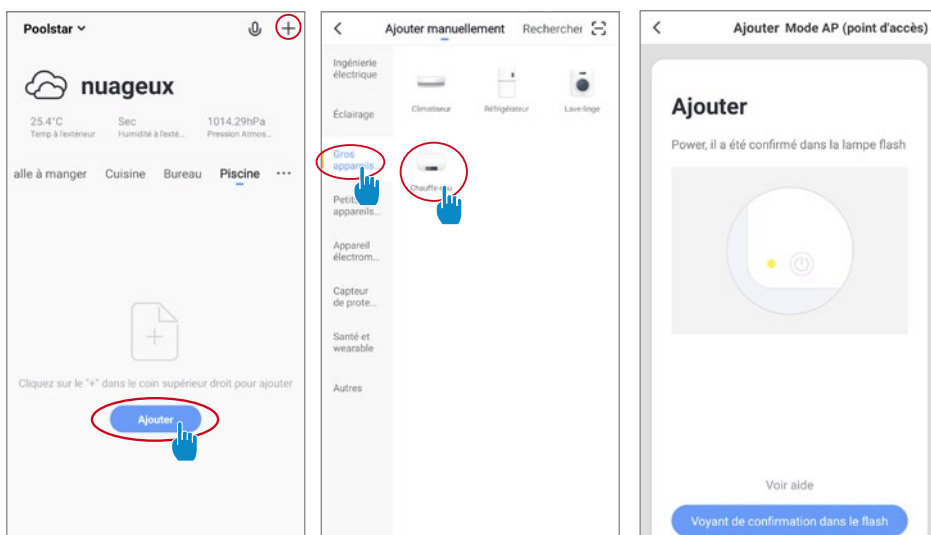 Poolstar
nuageux
25.4°C Sec 1014.29hPa
Temp à l'extérieur Humidité à l'exté... Pression Atmos...
alle à manger Cuisine Bureau Piscine ...
Cliquez sur le "+" dans le coin supérieur droit pour ajouter
Ajouter
Ajouter manuellement Rechercher
Ingénierie
électrique
Éclairage
Gros
appareils...
Petits
appareils...
Appareil
électrom...
Capteur
de prote...
Santé et
wearable
Autres
Climatiseur Réfrigérateur Lave-linge
Chauffe-eau
Ajouter Mode AP (point d'accès)
Ajouter
Power, il a été confirmé dans la lampe flash
Voir aide
Voyant de confirmation dans le flash